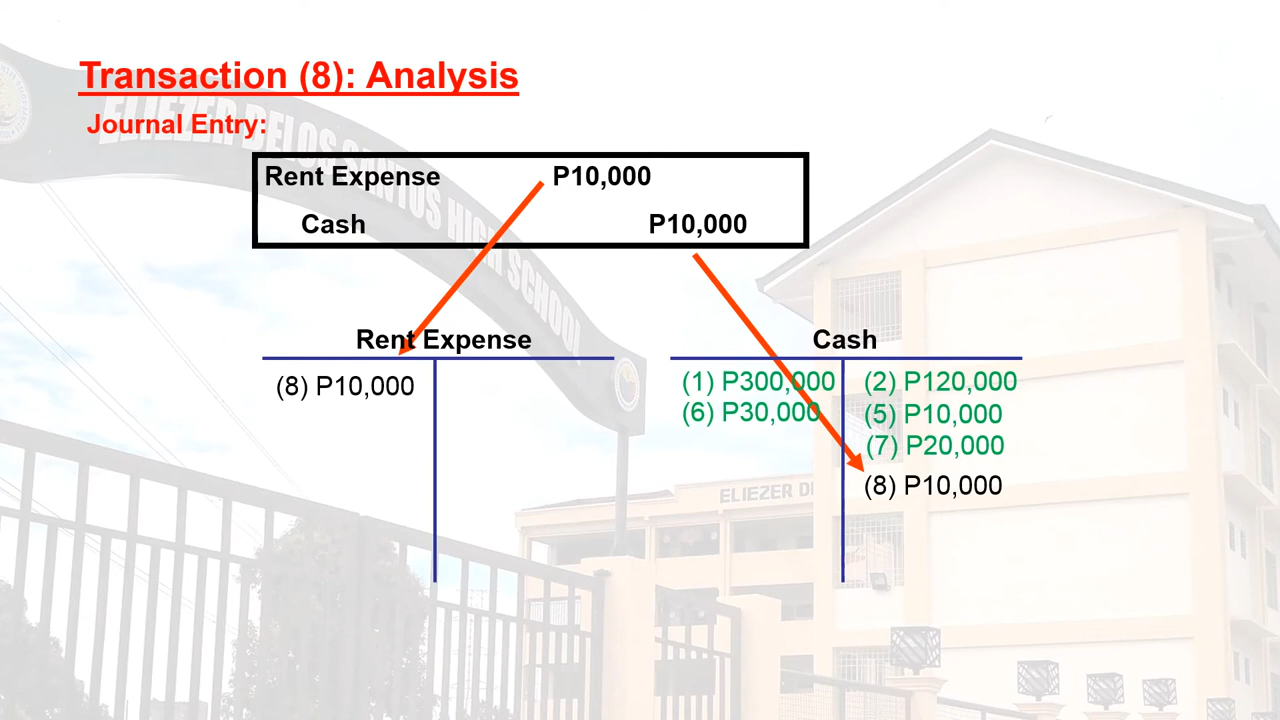 Transaction (8): Analysis
Journal Entry:
ELIEZER DELOS SANTOS HIGH SCHOOL
Rent Expense P10,000
Cash P10,000
Rent Expense
(8) P10,000
Cash
(1) P300,000 (2) P120,000
(6) P30,000 (5) P10,000
(7) P20,000
(8) P10,000
ELIEZER